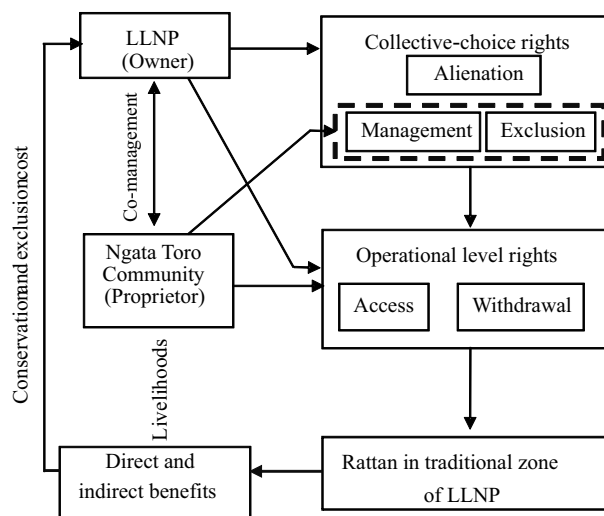 LLNP
(Owner)
Collective-choice rights
Alienation
Management
Exclusion
Co-management
Ngata Toro
Community
(Proprietor)
Operational level rights
Access
Withdrawal
Conservationand exclusioncost
Livelihoods
Direct and
indirect benefits
Rattan in traditional zone
of LLNP